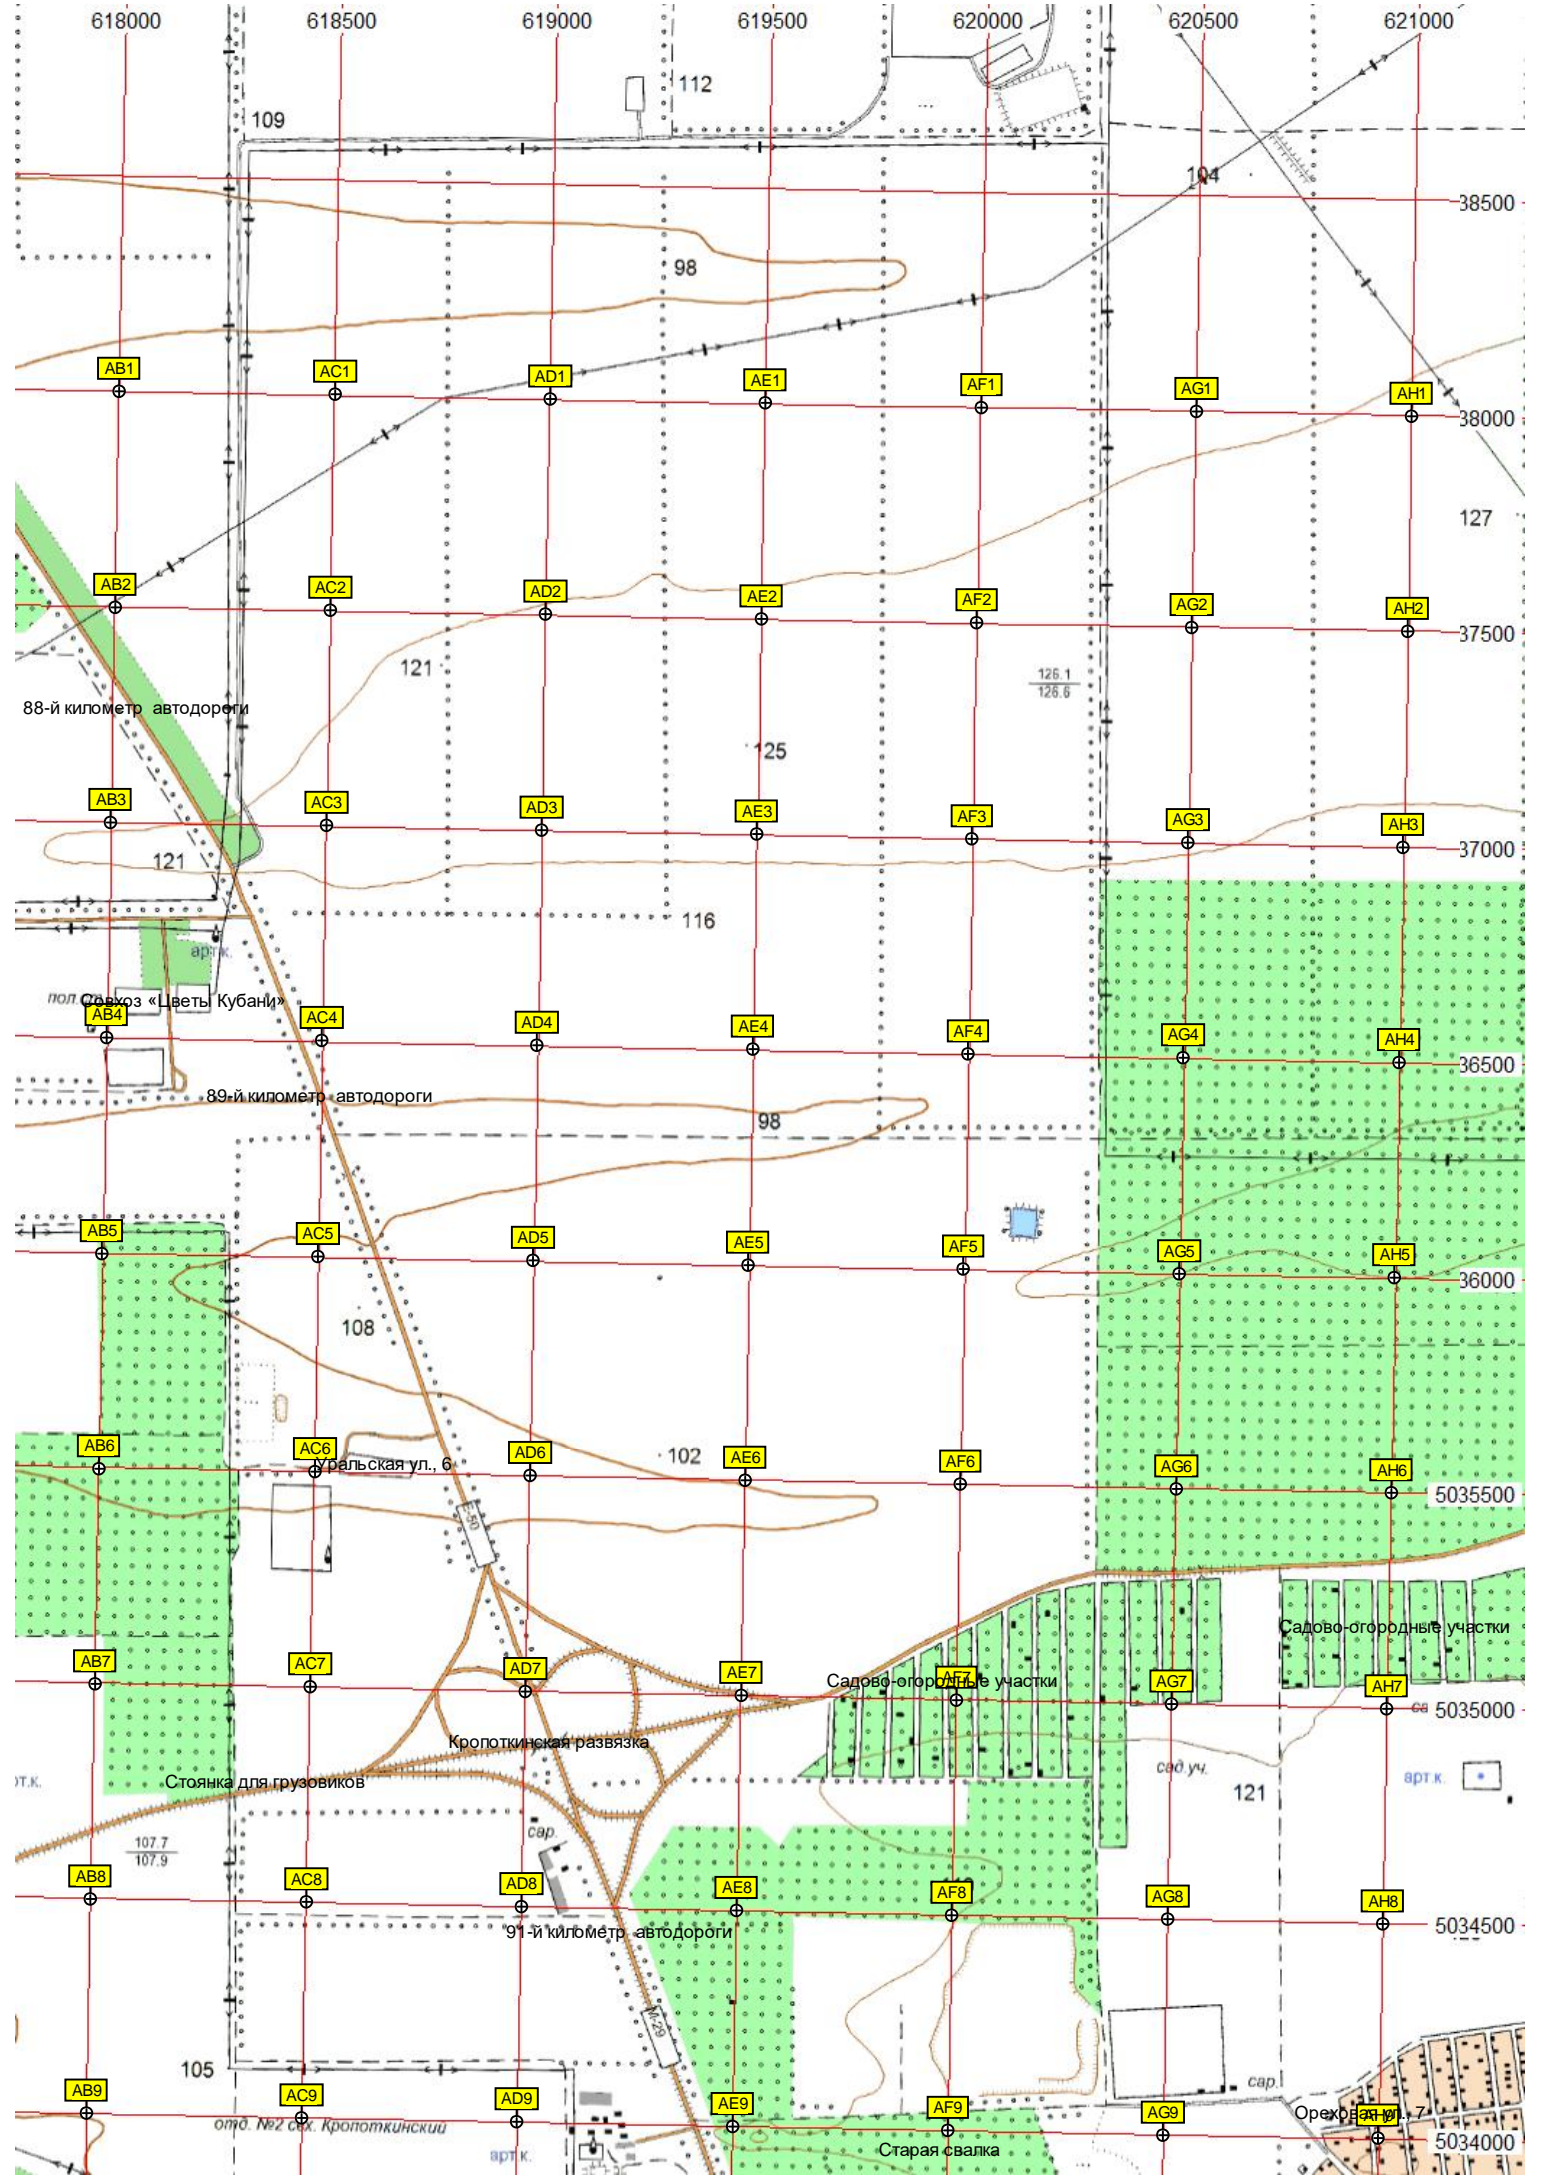 618000 618500 619000 619500 620000 620500 621000
112
109
104
38500
98
AB1 AC1 AD1 AE1 AF1 AG1 AH1
38000
127
AB2 AC2 AD2 AE2 AF2 AG2 AH2
37500
121
126.1
126.6
88-й километр автодороги
125
AB3 AC3 AD3 AE3 AF3 AG3 AH3
37000
121
116
арт.к.
Совхоз «Цветы Кубани»
пол.
AB4 AC4 AD4 AE4 AF4 AG4 AH4
36500
89-й километр автодороги
98
AB5 AC5 AD5 AE5 AF5 AG5 AH5
36000
108
AB6 AC6 AD6 AE6 AF6 AG6 AH6
102
Уральская ул., 6
5035500
E-50
Садово-огородные участки
AB7 AC7 AD7 AE7 AF7 AG7 AH7
Садово-огородные участки
5035000
Кропоткинская развязка
сад.уч.
Стоянка для грузовиков
т.к.
121
арт.к.
107.7
107.9
сар.
AB8 AC8 AD8 AE8 AF8 AG8 AH8
5034500
91-й километр автодороги
М-29
105
сар.
AB9 AC9 AD9 AE9 AF9 AG9
Ореховая ул., 7
отд. №2 свх. Кропоткинский
5034000
арт.к.
Старая свалка